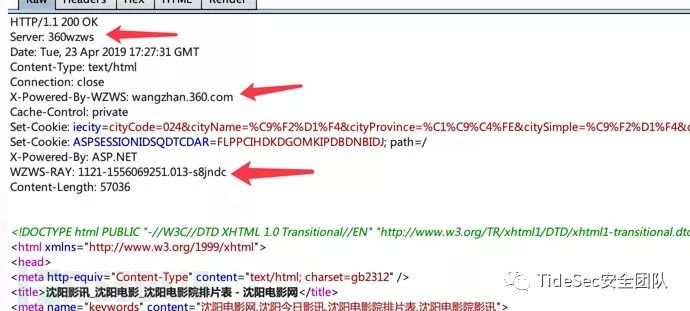 Raw Headers Hex HTML Render
HTTP/1.1 200 OK
Server: 360wzws
Date: Tue, 23 Apr 2019 17:27:31 GMT
Content-Type: text/html
Connection: close
X-Powered-By-WZWS: wangzhan.360.com
Cache-Control: private
Set-Cookie: iecity=cityCode=024&cityName=%C9%F2%D1%F4&cityProvince=%C1%C9%C4%FE&citySimple=%C9%F2%D1%F4&
Set-Cookie: ASPSESSIONIDSQDTCDAR=FLPPCIHDKDGOMKIPDBDNBIDJ; path=/
X-Powered-By: ASP.NET
WZWS-RAY: 1121-1556069251.013-s8jndc
Content-Length: 57036
<!DOCTYPE html PUBLIC "-//W3C//DTD XHTML 1.0 Transitional//EN" "http://www.w3.org/TR/xhtml1/DTD/xhtml1-transitional.dtd
<html xmlns="http://www.w3.org/1999/xhtml">
<head>
<meta http-equiv="Content-Type" content="text/html; charset=gb2312" />
<title>沈阳影讯_沈阳电影_沈阳电影院排片表 - 沈阳电影网</title>
<meta name="keywords" content="沈阳电影网,沈阳今日影讯,沈阳影院排片表,沈阳影院影讯
TideSec安全团队